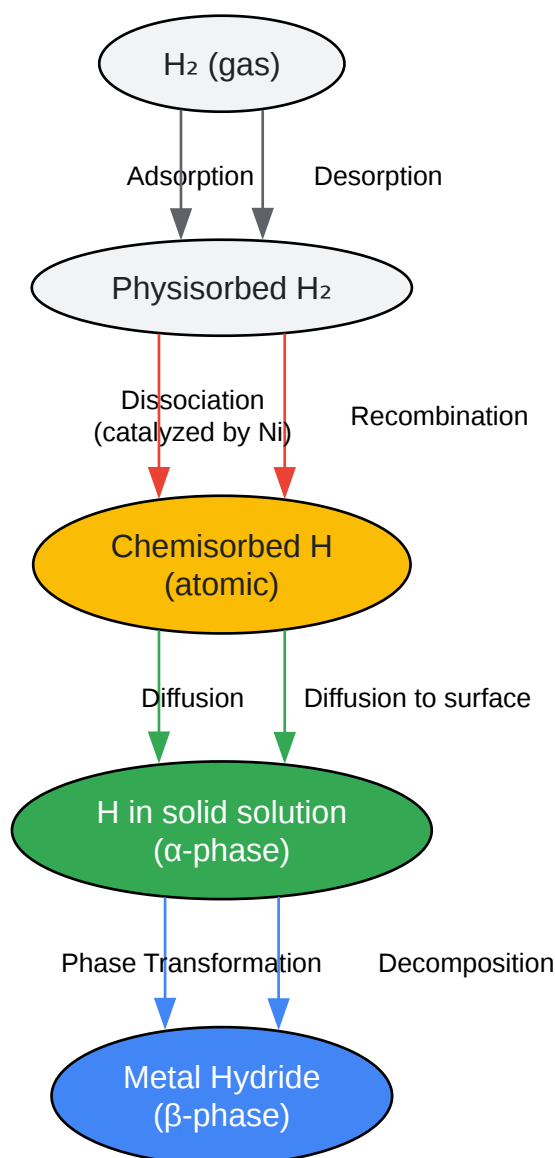 H₂ (gas)
Adsorption
Desorption
Physisorbed H₂
Dissociation
(catalyzed by Ni)
Recombination
Chemisorbed H
(atomic)
Diffusion
Diffusion to surface
H in solid solution
(α-phase)
Phase Transformation
Decomposition
Metal Hydride
(β-phase)